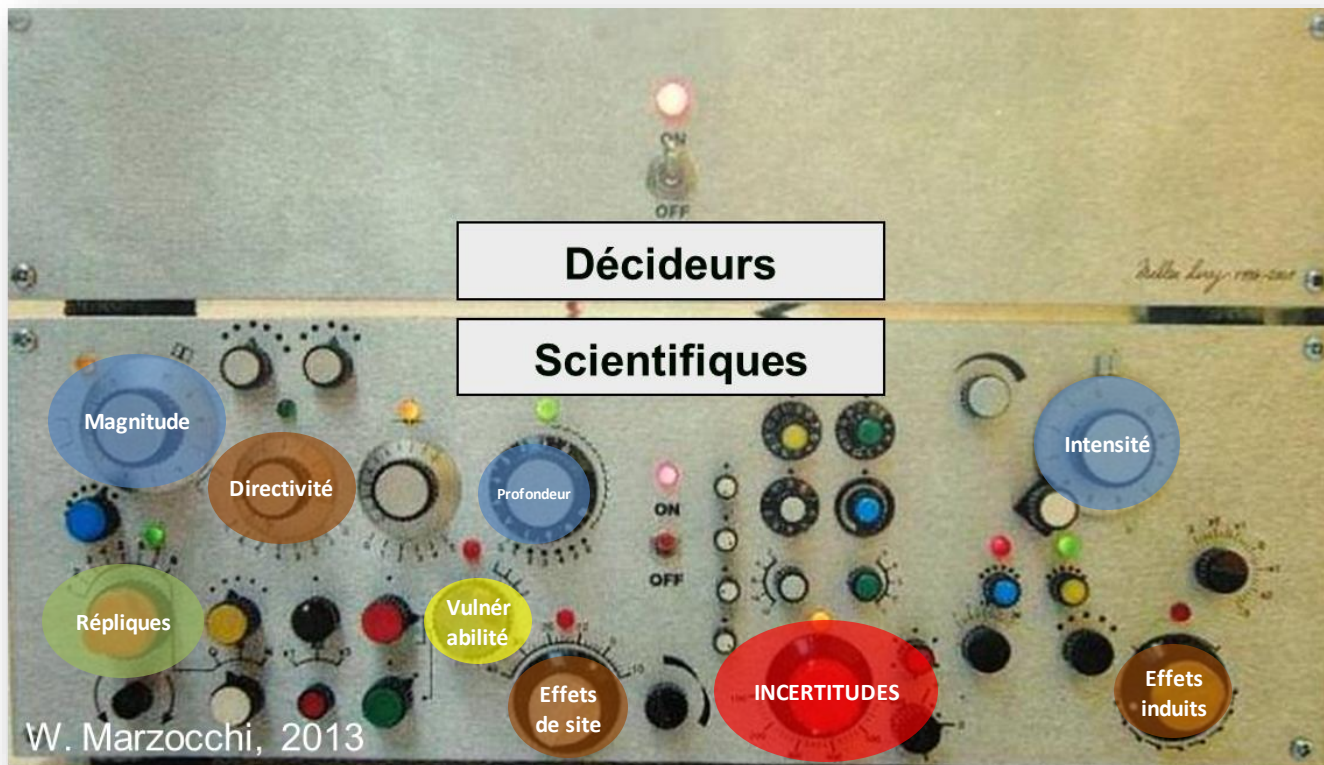 ON
OFF
Décideurs
Scientifiques
Magnitude
Intensité
Directivité
Profondeur
ON
OFF
Répliques
Vulnér
abilité
INCERTITUDES
Effets
de site
Effets
induits
W. Marzocchi, 2013